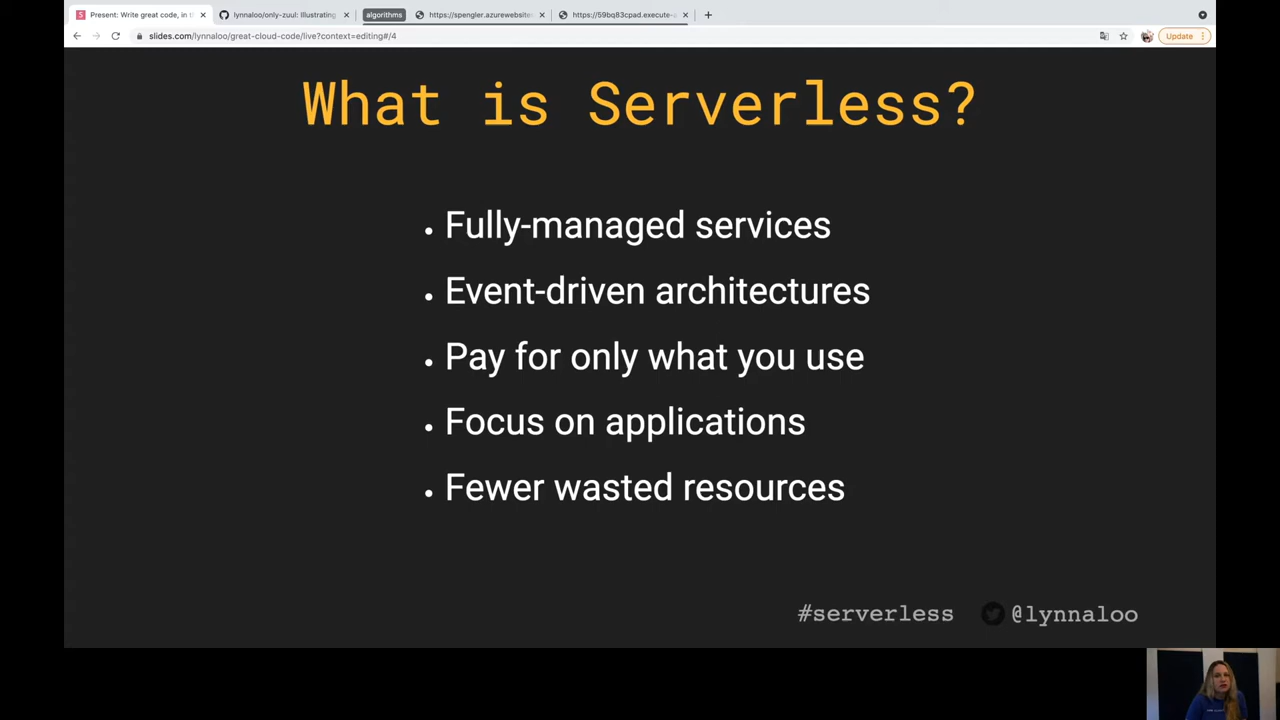 Present: Write great code, in th
lynnaloo/only-zuul: Illustrating
algorithms
https://spengler.azurewebsite
https://59bq83cpad.execute-a
slides.com/lynnaloo/great-cloud-code/live?context=editing#/4
Update
What is Serverless?
• Fully-managed services
• Event-driven architectures
• Pay for only what you use
• Focus on applications
• Fewer wasted resources
#serverless @lynnaloo